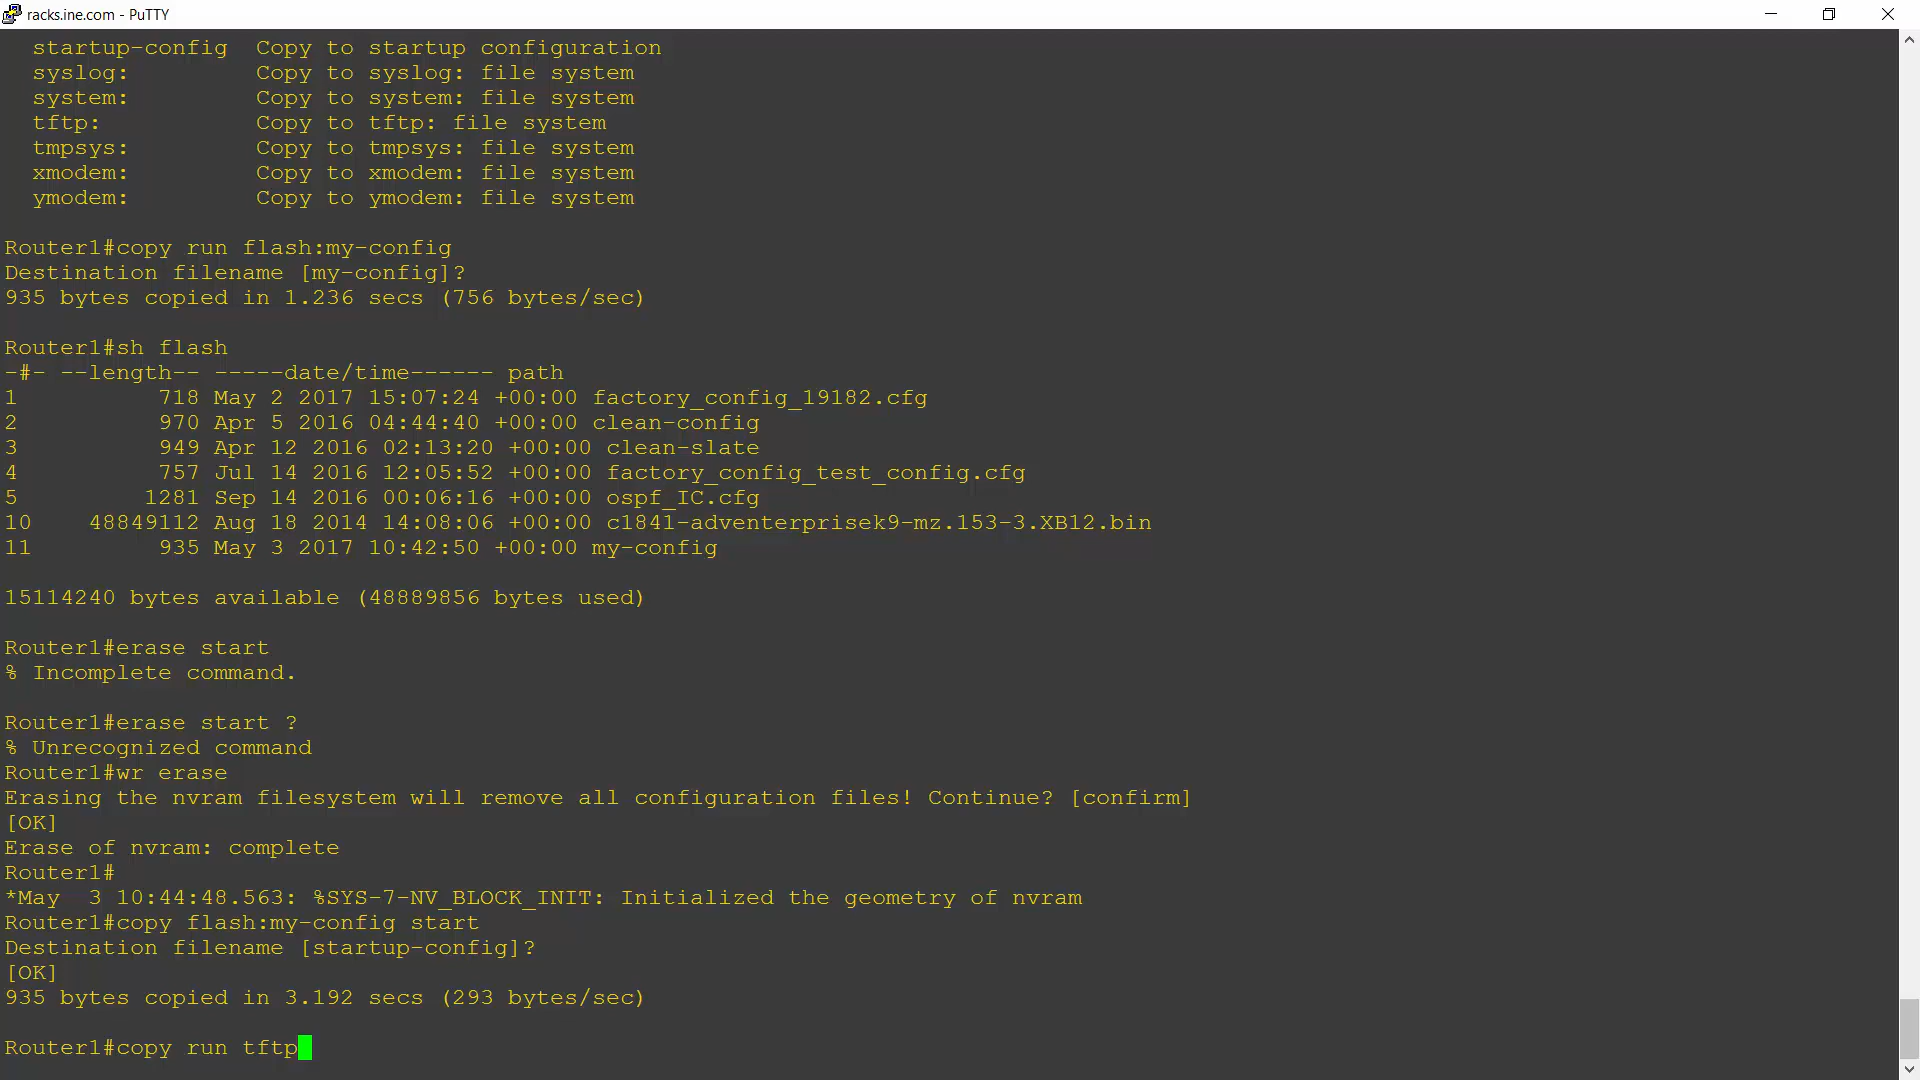 racks.ine.com - PuTTY
startup-config  Copy to startup configuration
syslog:         Copy to syslog: file system
system:         Copy to system: file system
tftp:           Copy to tftp: file system
tmpsys:         Copy to tmpsys: file system
xmodem:         Copy to xmodem: file system
ymodem:         Copy to ymodem: file system
Router1#copy run flash:my-config
Destination filename [my-config]?
935 bytes copied in 1.236 secs (756 bytes/sec)
Router1#sh flash
-#- --length-- -----date/time------ path
1          718 May 2 2017 15:07:24 +00:00 factory_config_19182.cfg
2          970 Apr 5 2016 04:44:40 +00:00 clean-config
3          949 Apr 12 2016 02:13:20 +00:00 clean-slate
4          757 Jul 14 2016 12:05:52 +00:00 factory_config_test_config.cfg
5         1281 Sep 14 2016 00:06:16 +00:00 ospf_IC.cfg
10    48849112 Aug 18 2014 14:08:06 +00:00 c1841-adventerprisek9-mz.153-3.XB12.bin
11         935 May 3 2017 10:42:50 +00:00 my-config
15114240 bytes available (48889856 bytes used)
Router1#erase start
% Incomplete command.
Router1#erase start ?
% Unrecognized command
Router1#wr erase
Erasing the nvram filesystem will remove all configuration files! Continue? [confirm]
[OK]
Erase of nvram: complete
Router1#
*May  3 10:44:48.563: %SYS-7-NV_BLOCK_INIT: Initialized the geometry of nvram
Router1#copy flash:my-config start
Destination filename [startup-config]?
[OK]
935 bytes copied in 3.192 secs (293 bytes/sec)
Router1#copy run tftp